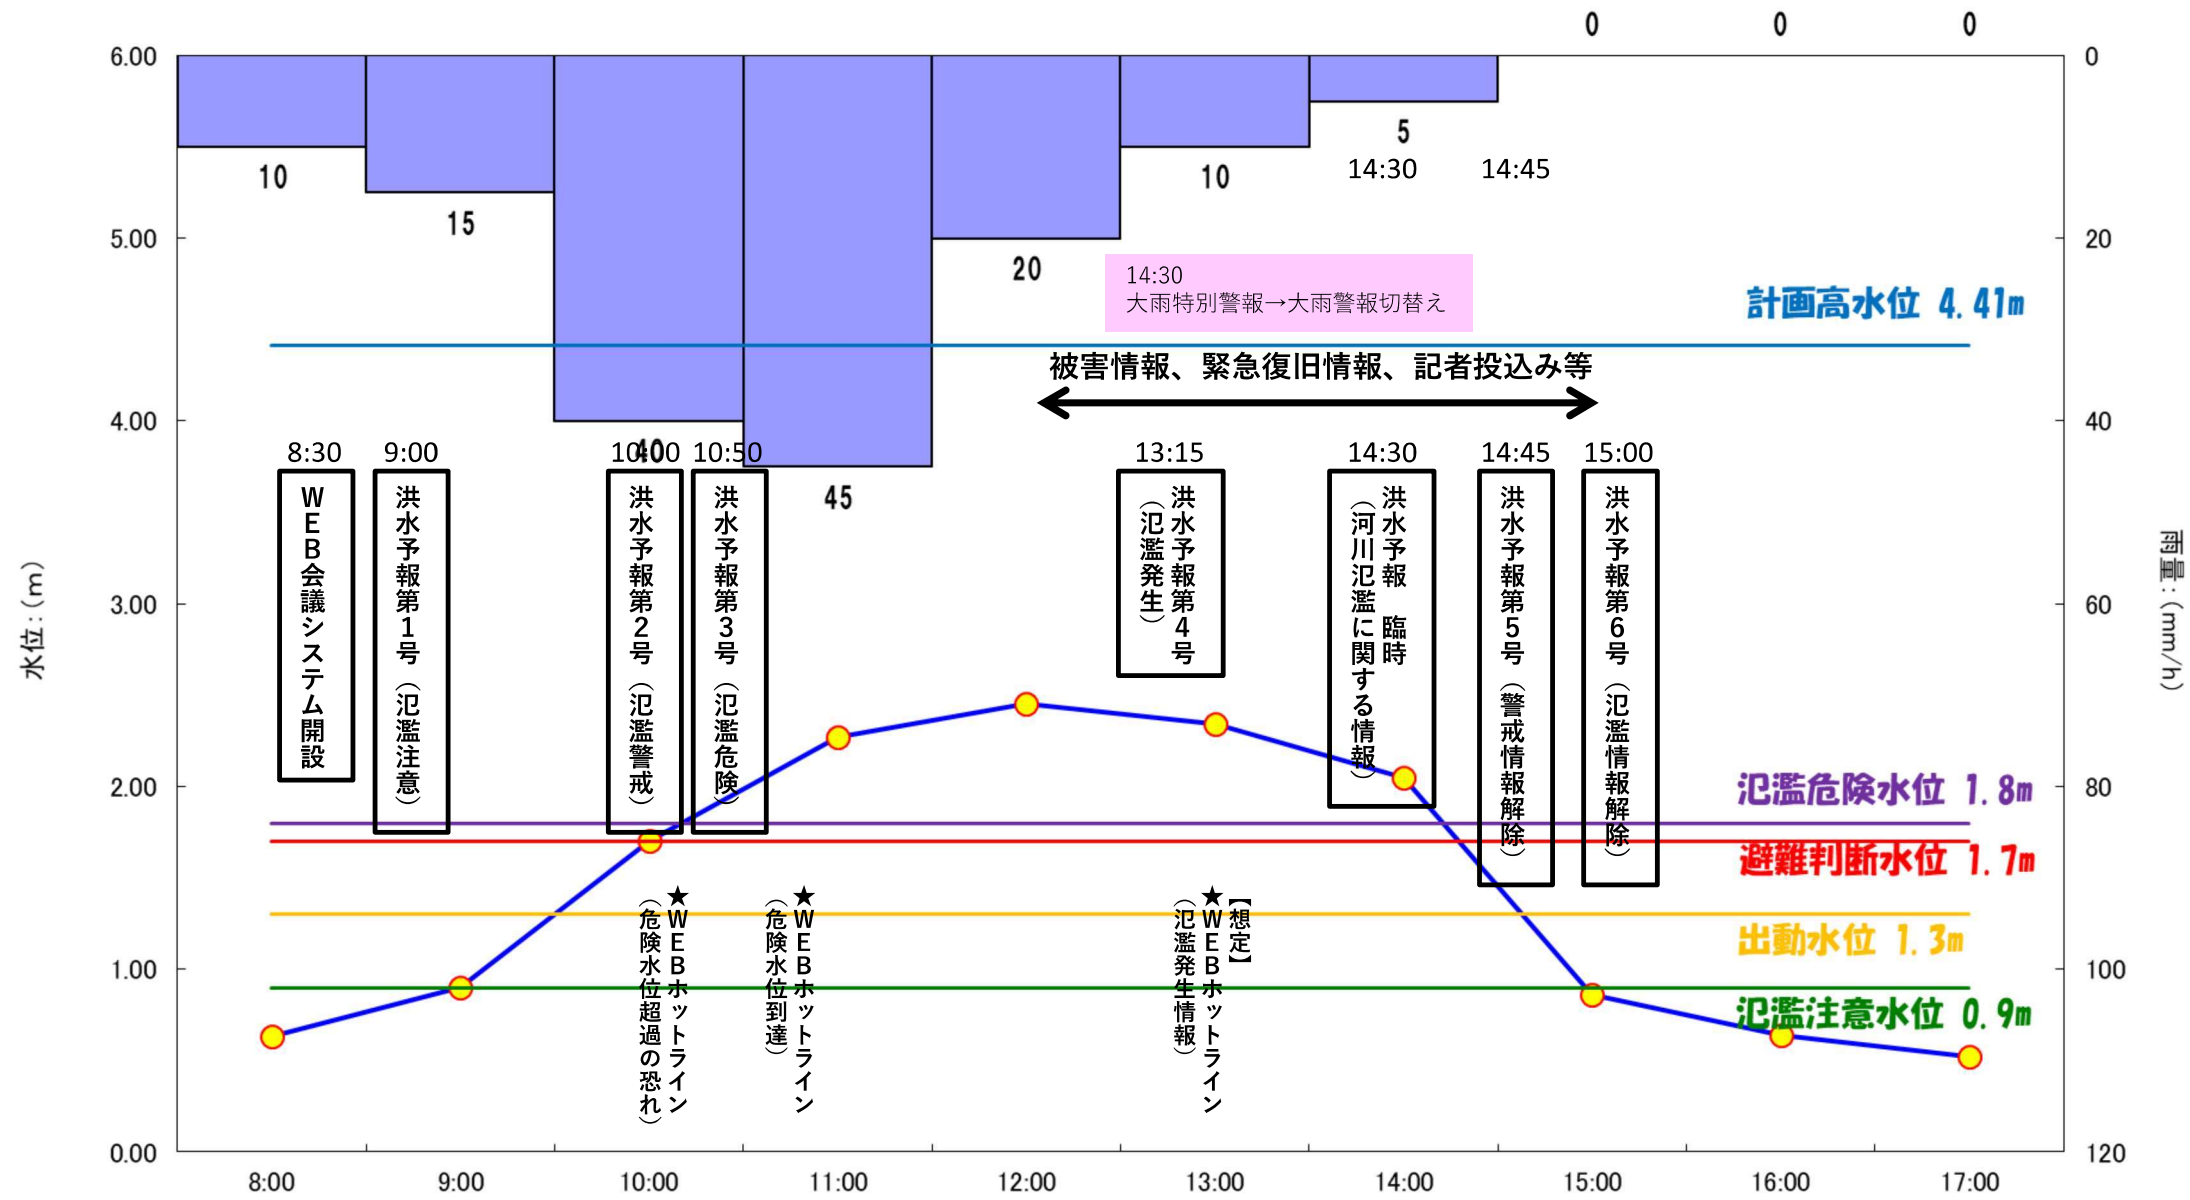 0
0
0
6.00
0
10
15
5
14:30
14:45
10
5.00
20
20
14:30
大雨特別警報→大雨警報切替え
計画高水位 4.41m
被害情報、緊急復旧情報、記者投込み等
4.00
40
8:30
9:00
10:00
40
10:50
13:15
14:30
14:45
15:00
45
WEB会議システム開設
洪水予報第1号(氾濫注意)
洪水予報第2号(氾濫警戒)
洪水予報第3号(氾濫危険)
洪水予報第4号
(氾濫発生)
洪水予報 臨時
(河川氾濫に関する情報)
洪水予報第5号(警戒情報解除)
洪水予報第6号(氾濫情報解除)
水位:(m)
雨量:(mm/h)
3.00
60
2.00
80
氾濫危険水位 1.8m
避難判断水位 1.7m
★WEBホットライン
(危険水位超過の恐れ)
★WEBホットライン
(危険水位到達)
【想定】
★WEBホットライン
(氾濫発生情報)
出動水位 1.3m
1.00
100
氾濫注意水位 0.9m
0.00
120
8:00
9:00
10:00
11:00
12:00
13:00
14:00
15:00
16:00
17:00